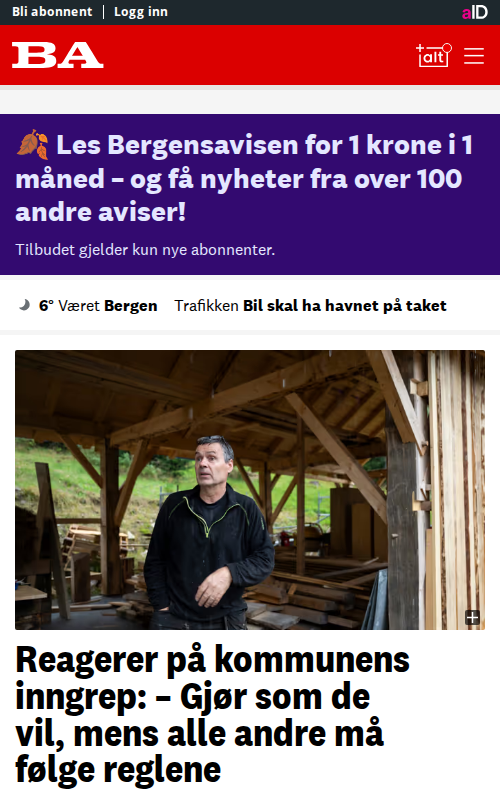 Bli abonnent | Logg inn
aID
BA
+alt
🍂 Les Bergensavisen for 1 krone i 1
måned – og få nyheter fra over 100
andre aviser!
Tilbudet gjelder kun nye abonnenter.
6° Været Bergen Trafikken Bil skal ha havnet på taket
Reagerer på kommunens
inngrep: – Gjør som de
vil, mens alle andre må
følge reglene